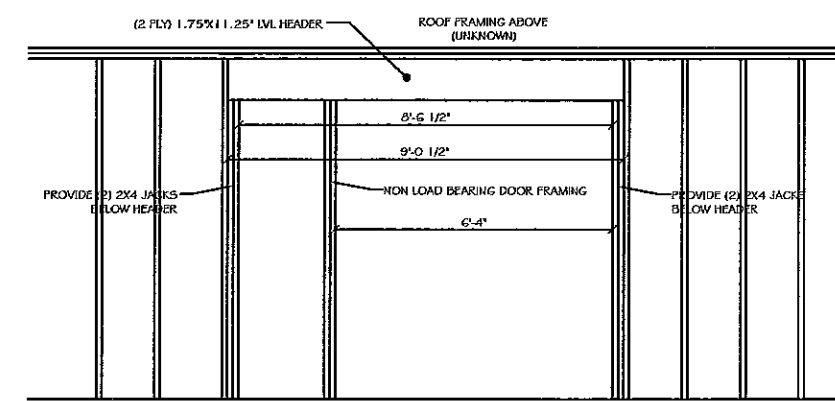 (2 PLY) 1.75"X11.25" LVL HEADER
ROOF FRAMING ABOVE
(UNKNOWN)
8'-6 1/2"
9'-0 1/2"
PROVIDE (2) 2X4 JACKS
BELOW HEADER
NON LOAD BEARING DOOR FRAMING
PROVIDE (2) 2X4 JACKS
BELOW HEADER
6'-4"